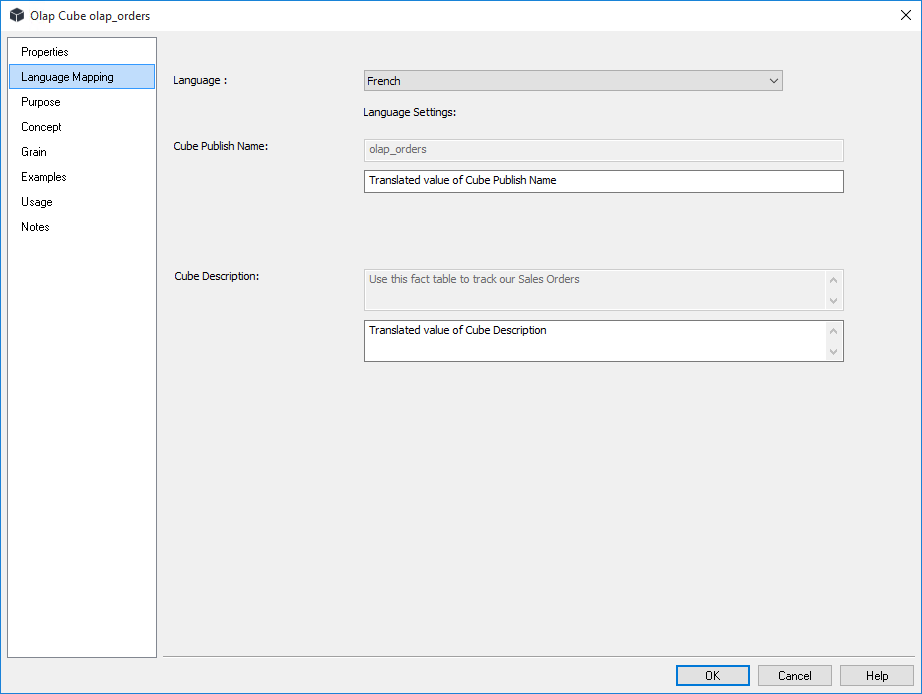 Olap Cube olap_orders
Properties
Language Mapping
Purpose
Concept
Grain
Examples
Usage
Notes
Language :
French
Language Settings:
Cube Publish Name:
olap_orders
Translated value of Cube Publish Name
Cube Description:
Use this fact table to track our Sales Orders
Translated value of Cube Description
OK
Cancel
Help